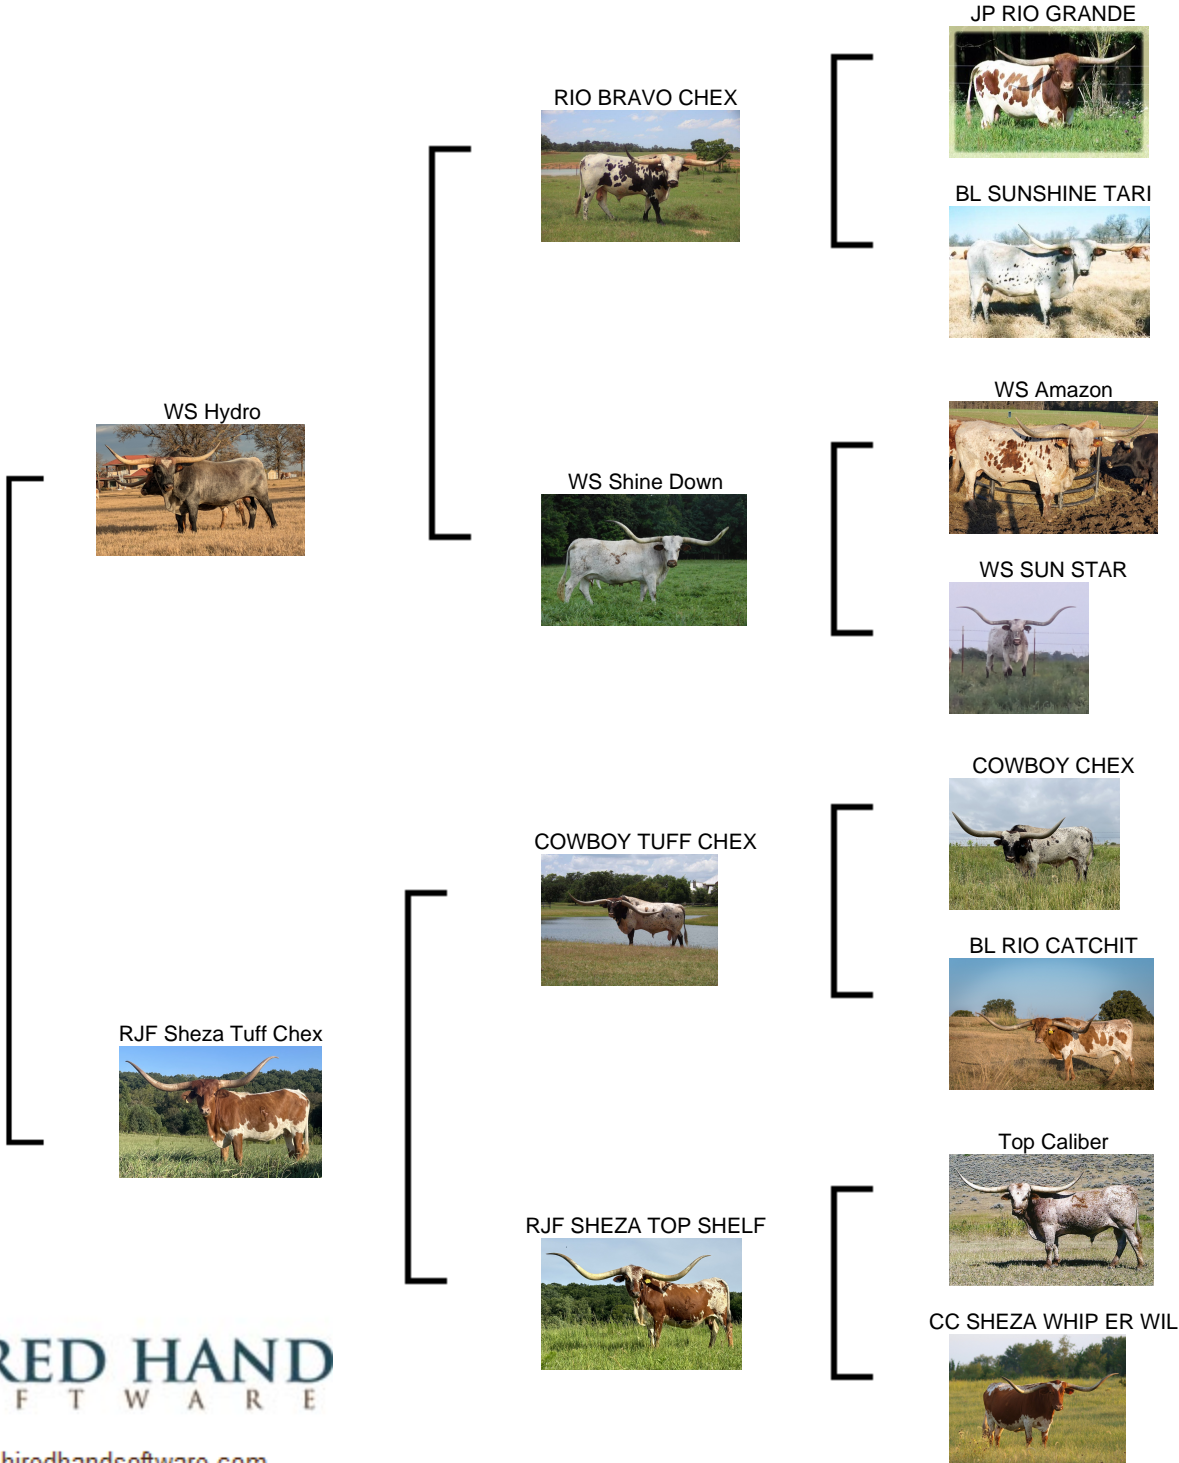 JP RIO GRANDE
RIO BRAVO CHEX
BL SUNSHINE TARI
WS Amazon
WS Hydro
WS Shine Down
WS SUN STAR
COWBOY CHEX
COWBOY TUFF CHEX
BL RIO CATCHIT
RJF Sheza Tuff Chex
Top Caliber
RJF SHEZA TOP SHELF
CC SHEZA WHIP ER WIL
RED HAND
F T W A R E
hiredhandsoftware.com